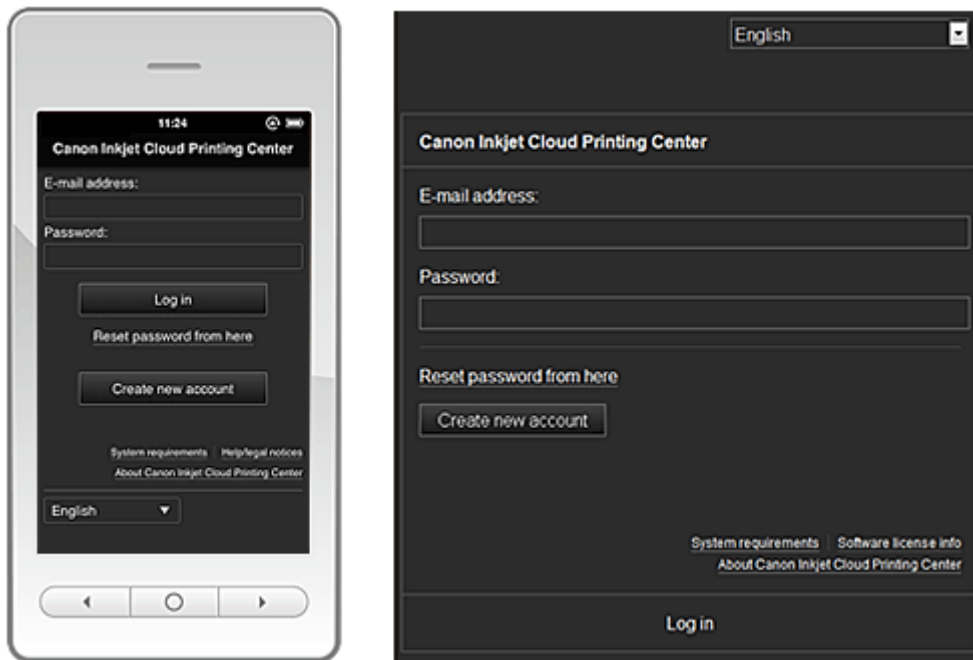 11:24
Canon Inkjet Cloud Printing Center
E-mail address:
Password:
Log in
Reset password from here
Create new account
System requirements Help/legal notices
About Canon Inkjet Cloud Printing Center
English
English
Canon Inkjet Cloud Printing Center
E-mail address:
Password:
Reset password from here
Create new account
System requirements Software license info
About Canon Inkjet Cloud Printing Center
Log in